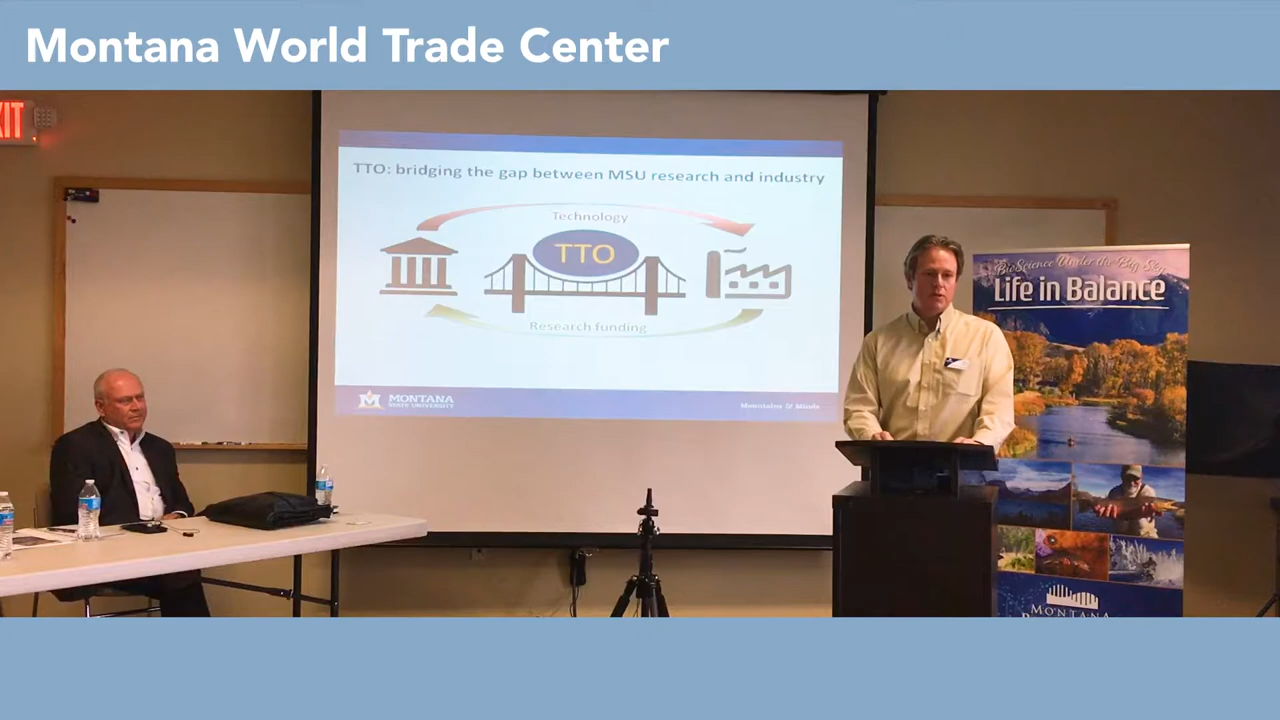 Montana World Trade Center
XIT
TTO: bridging the gap between MSU research and industry
Technology
TTO
Research funding
MONTANA
STATE UNIVERSITY
Mountains & Minds
BioScience Under the Big Sky
Life in Balance
MONTANA